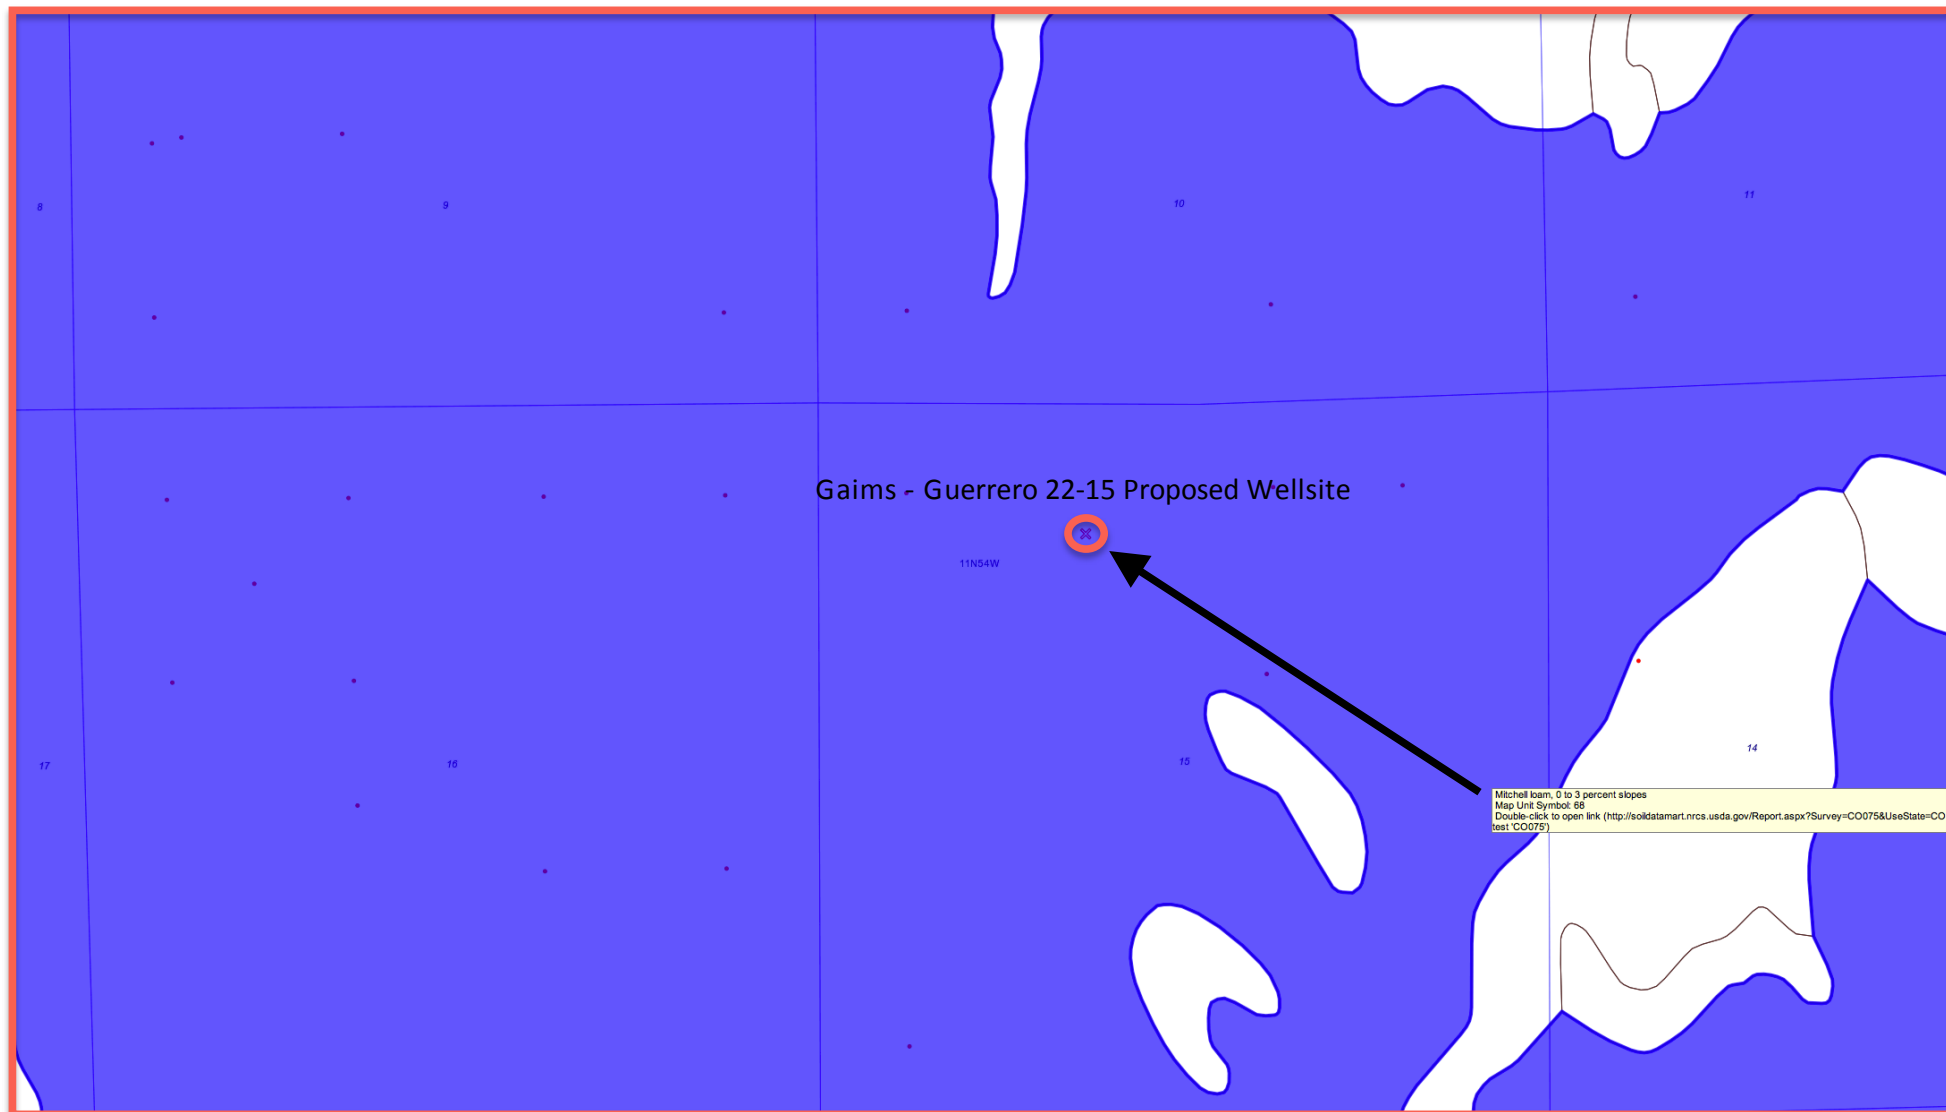 8
9
10
11
Gaims - Guerrero 22-15 Proposed Wellsite
11N54W
17
16
15
14
Mitchell loam, 0 to 3 percent slopes
Map Unit Symbol: 68
Double-click to open link (http://soildatamart.nrcs.usda.gov/Report.aspx?Survey=CO075&UseState=CO
test 'CO075')